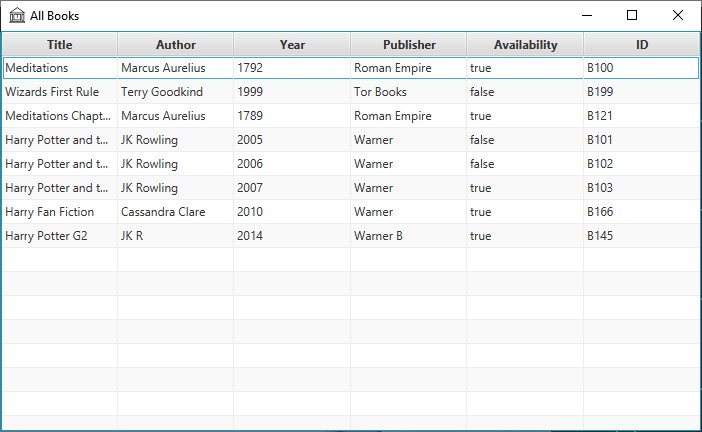 All Books
Title Author Year Publisher Availability ID
Meditations Marcus Aurelius 1792 Roman Empire true B100
Wizards First Rule Terry Goodkind 1999 Tor Books false B199
Meditations Chapt... Marcus Aurelius 1789 Roman Empire true B121
Harry Potter and t... JK Rowling 2005 Warner false B101
Harry Potter and t... JK Rowling 2006 Warner false B102
Harry Potter and t... JK Rowling 2007 Warner true B103
Harry Fan Fiction Cassandra Clare 2010 Warner true B166
Harry Potter G2 JK R 2014 Warner B true B145